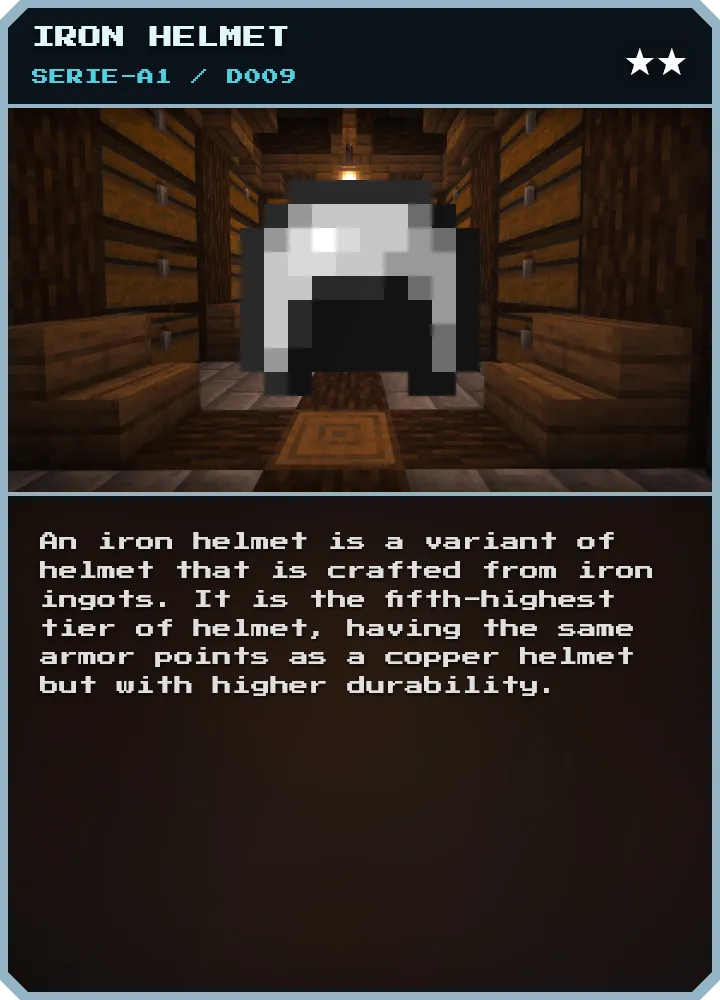 IRON HELMET
SERIE-A1 / D009
★★
An iron helmet is a variant of
helmet that is crafted from iron
ingots. It is the fifth-highest
tier of helmet, having the same
armor points as a copper helmet
but with higher durability.